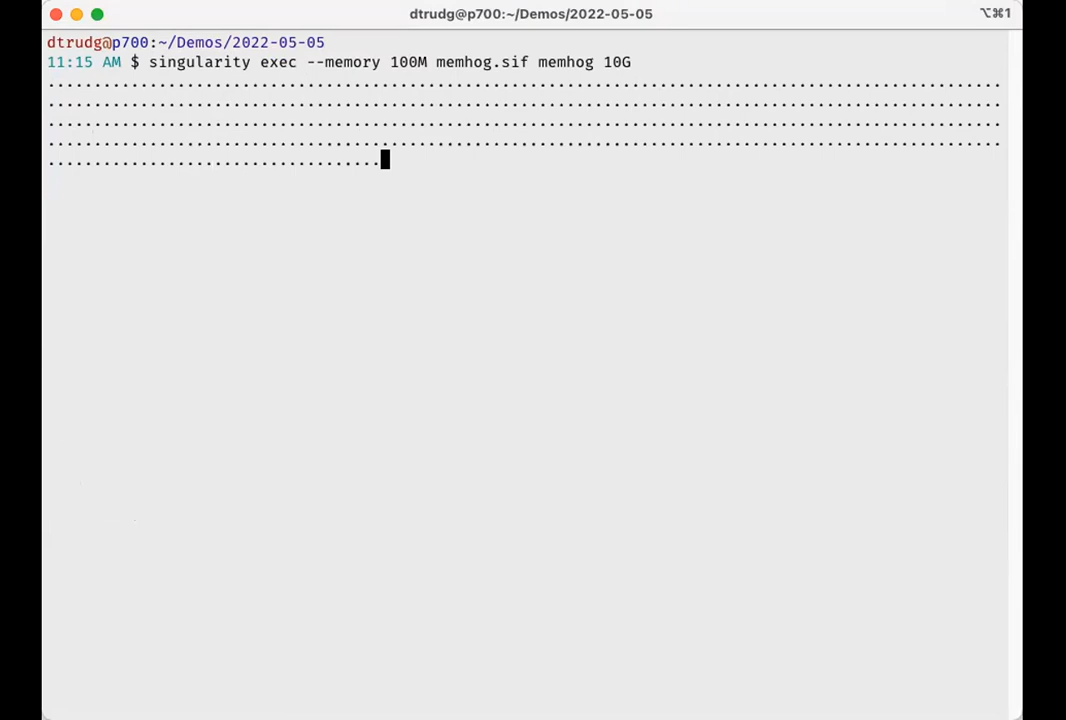 dtrudg@p700:~/Demos/2022-05-05
⌥⌘1
dtrudg@p700:~/Demos/2022-05-05
11:15 AM $ singularity exec --memory 100M memhog.sif memhog 10G
.......................................................................................................
.......................................................................................................
.......................................................................................................
.......................................................................................................
....................................